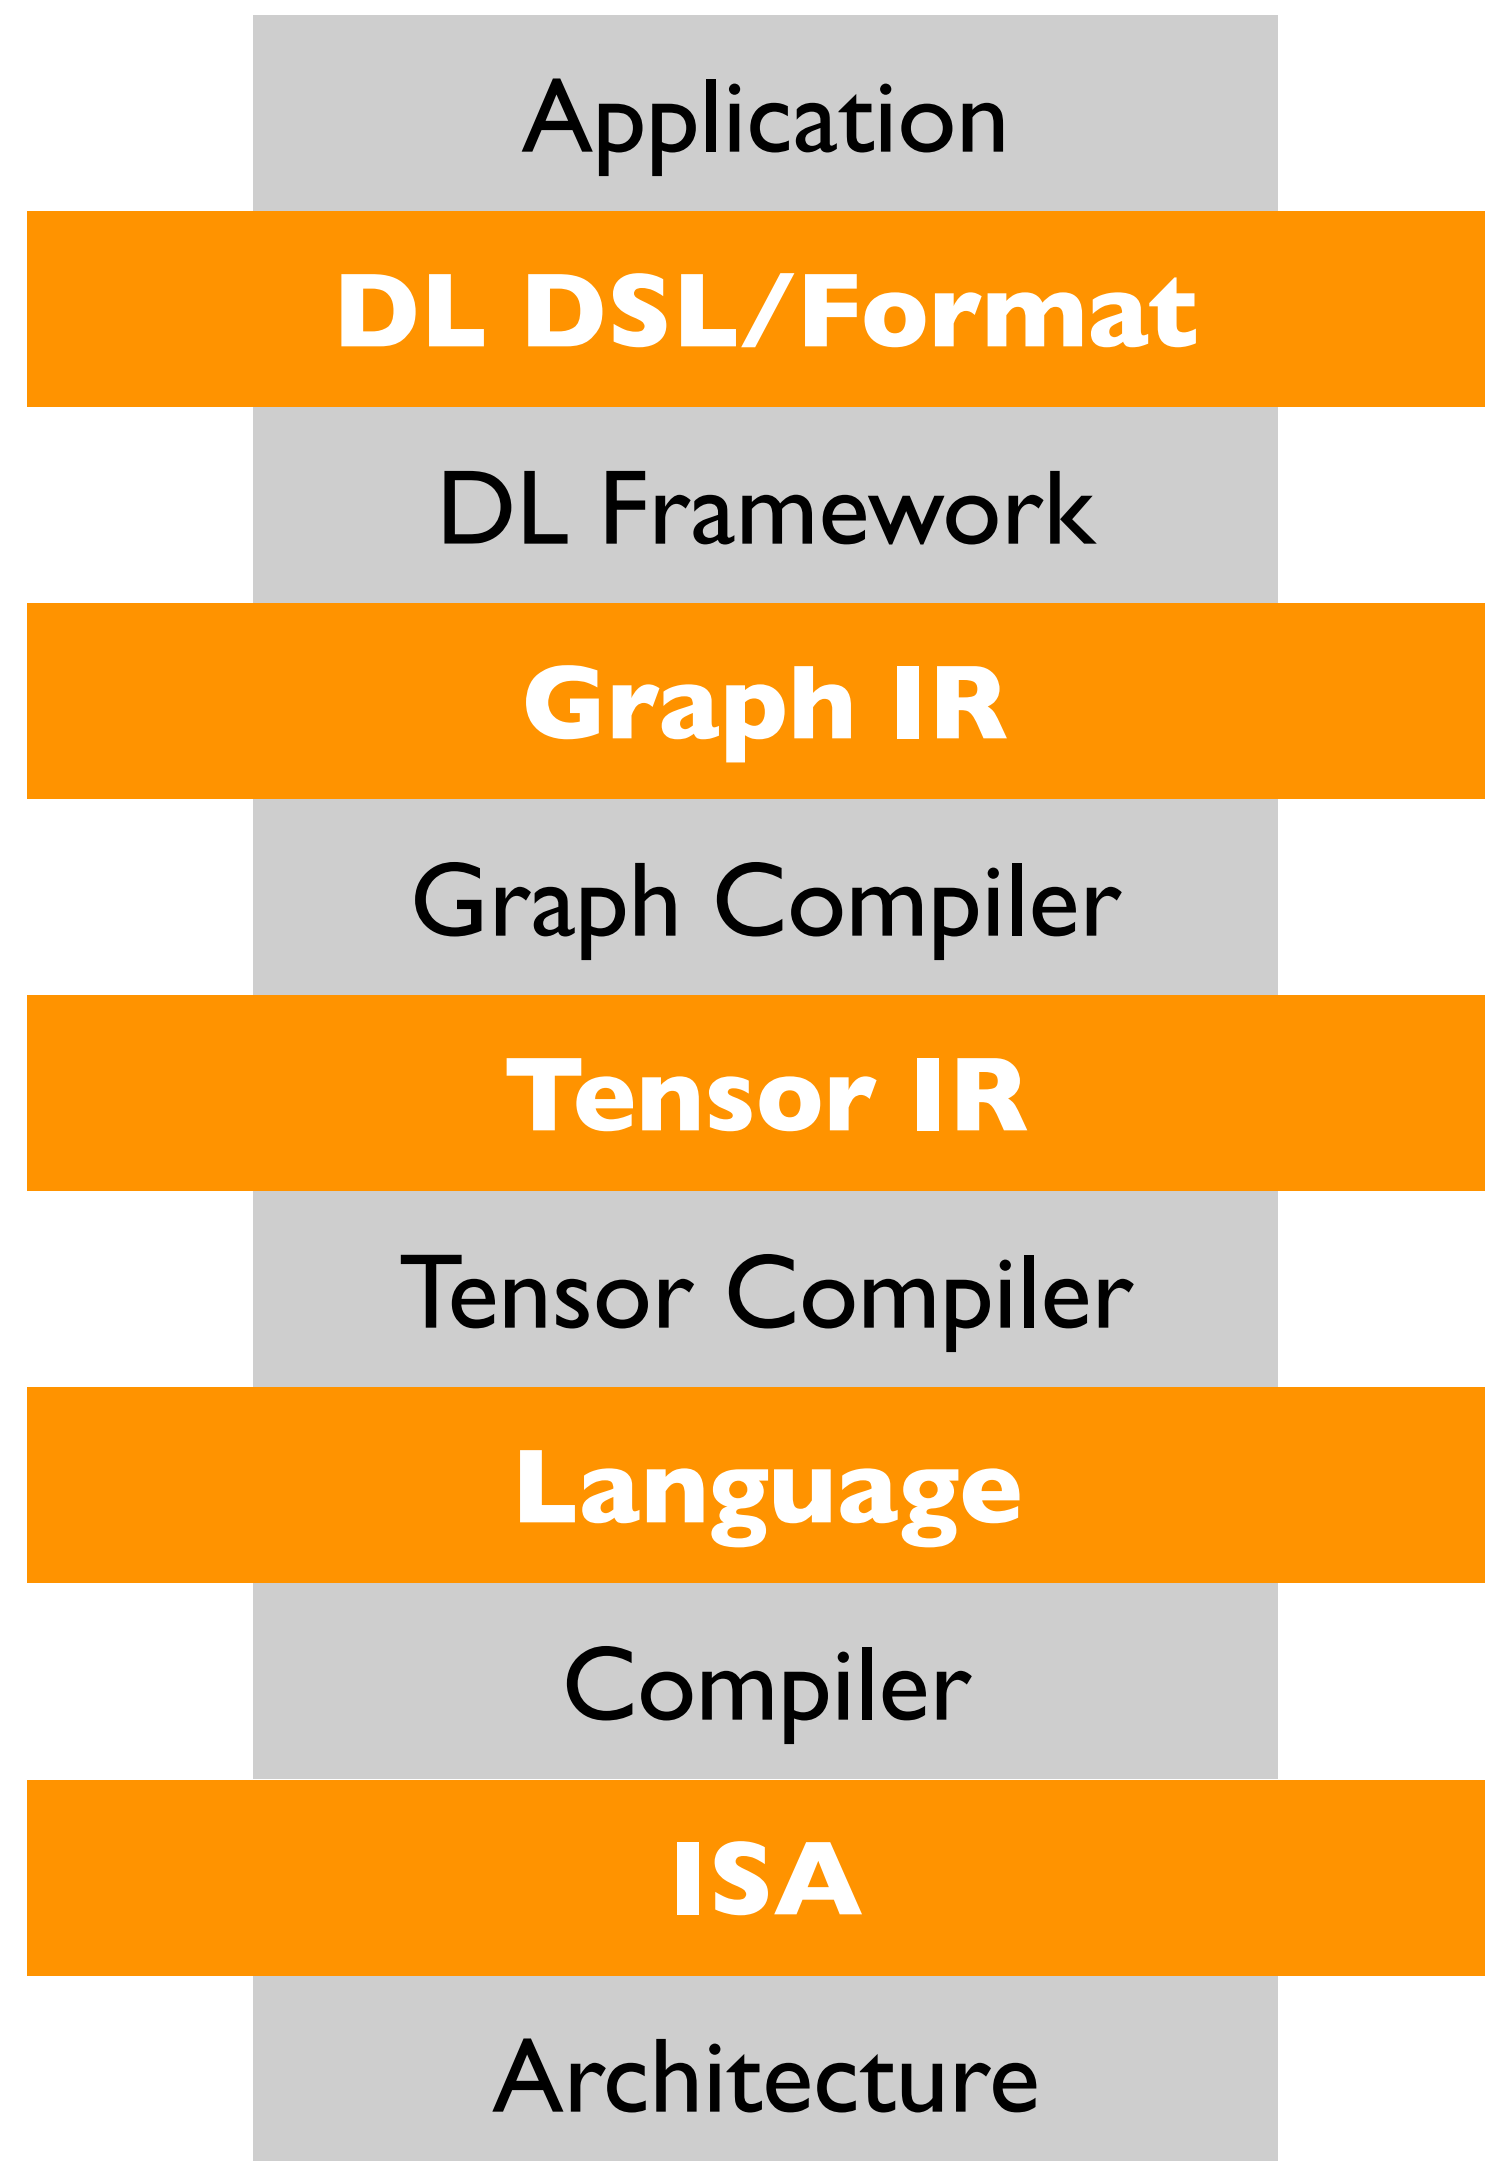 Application
DL DSL/Format
DL Framework
Graph IR
Graph Compiler
Tensor IR
Tensor Compiler
Language
Compiler
ISA
Architecture